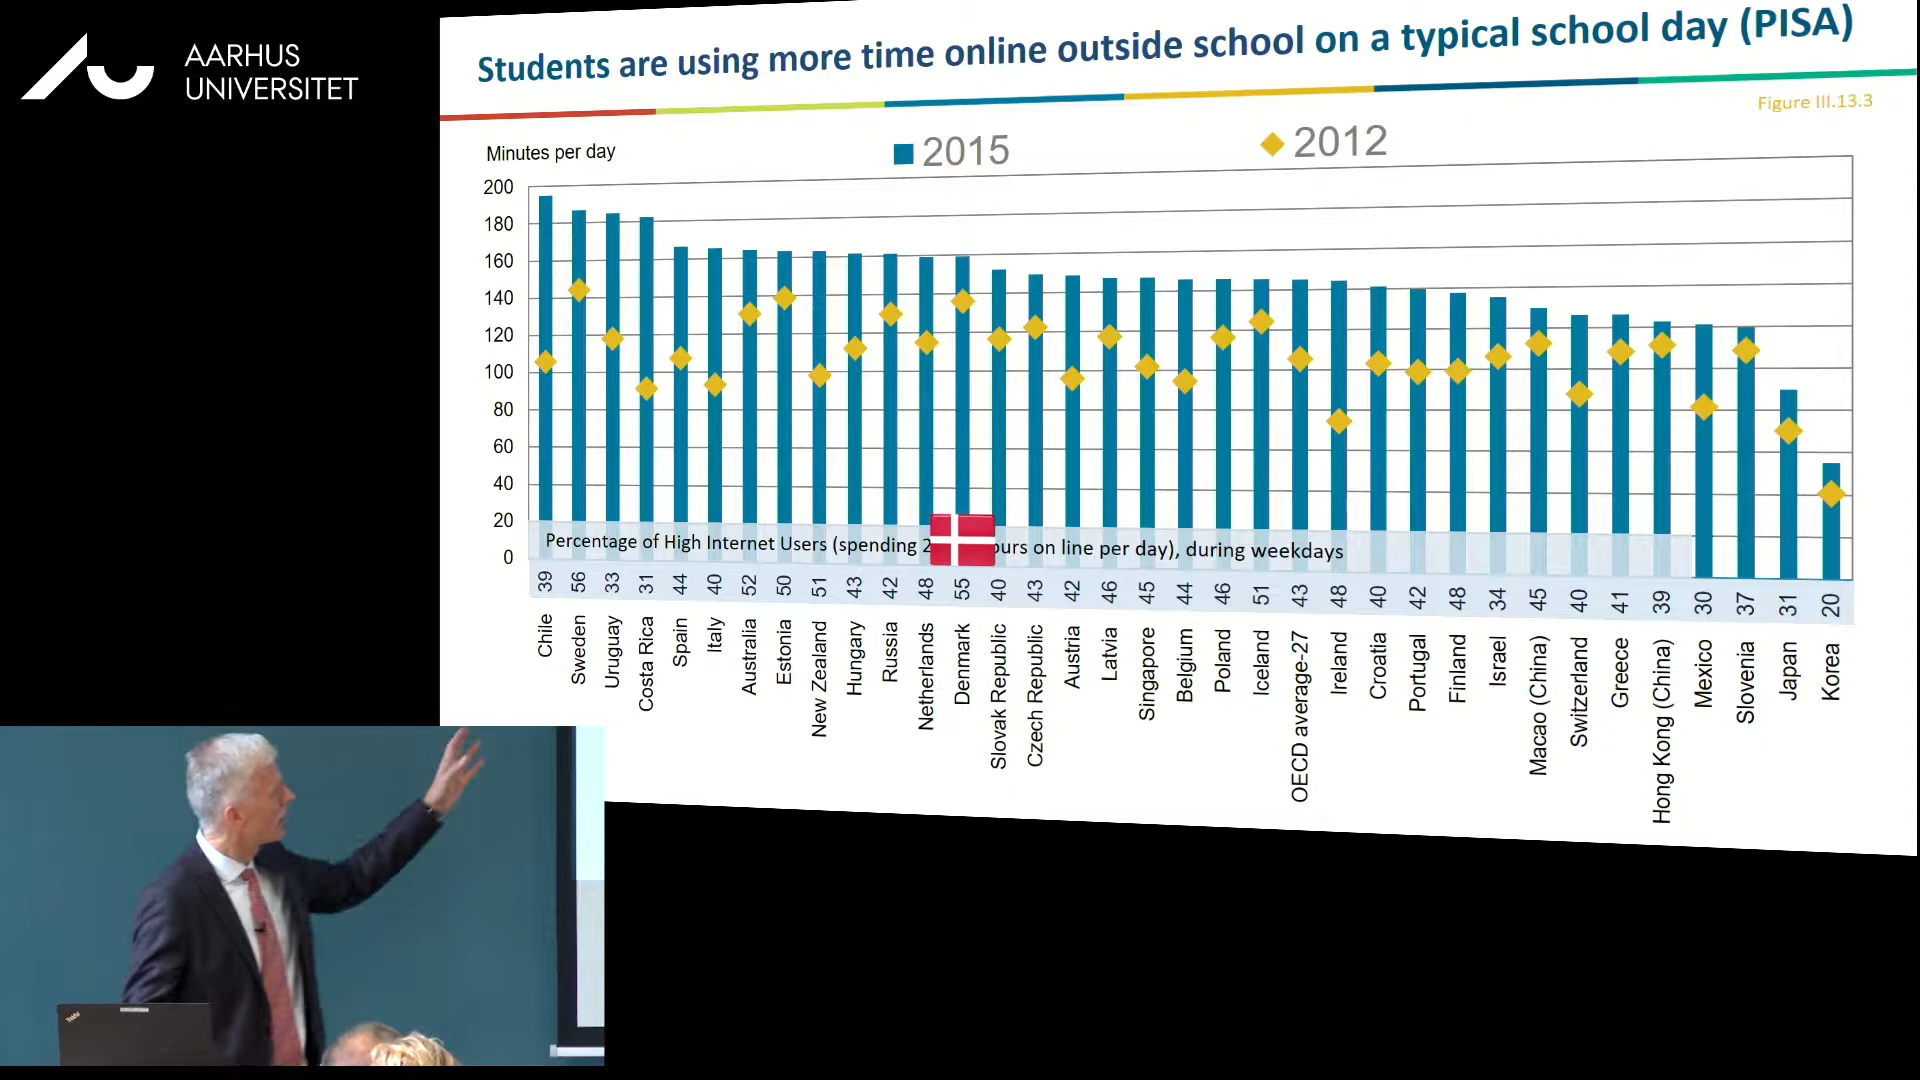 AARHUS
UNIVERSITET
Students are using more time online outside school on a typical school day (PISA)
Figure III.13.3
Minutes per day
2015
2012
200
180
160
140
120
100
80
60
40
20
0
Percentage of High Internet Users (spending 2 ours on line per day), during weekdays
39 56 33 31 44 40 52 50 51 43 42 48 55 40 43 42 46 45 44 46 51 43 48 40 42 48 34 45 40 41 39 30 37 31 20
Chile
Sweden
Uruguay
Costa Rica
Spain
Italy
Australia
Estonia
New Zealand
Hungary
Russia
Netherlands
Denmark
Slovak Republic
Czech Republic
Austria
Latvia
Singapore
Belgium
Poland
Iceland
OECD average-27
Ireland
Croatia
Portugal
Finland
Israel
Macao (China)
Switzerland
Greece
Hong Kong (China)
Mexico
Slovenia
Japan
Korea
ThinkPad